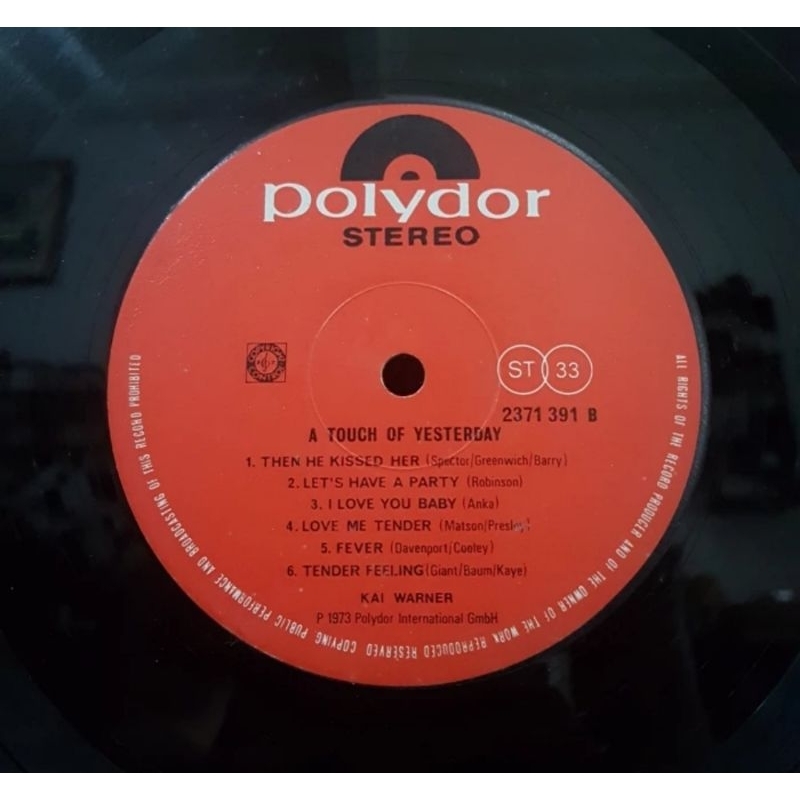 polydor
STEREO
COPYRIGHT
CONTROL
ST 33
2371 391 B
A TOUCH OF YESTERDAY
1. THEN HE KISSED HER (Spector/Greenwich/Barry)
2. LET'S HAVE A PARTY (Robinson)
3. I LOVE YOU BABY (Anka)
4. LOVE ME TENDER (Matson/Presley)
5. FEVER (Davenport/Cooley)
6. TENDER FEELING (Giant/Baum/Kaye)
KAI WARNER
P 1973 Polydor International GmbH
ALL RIGHTS OF THE RECORD PRODUCER AND OF THE OWNER OF THE WORK REPRODUCED RESERVED COPYING PUBLIC PERFORMANCE AND BROADCASTING OF THIS RECORD PROHIBITED